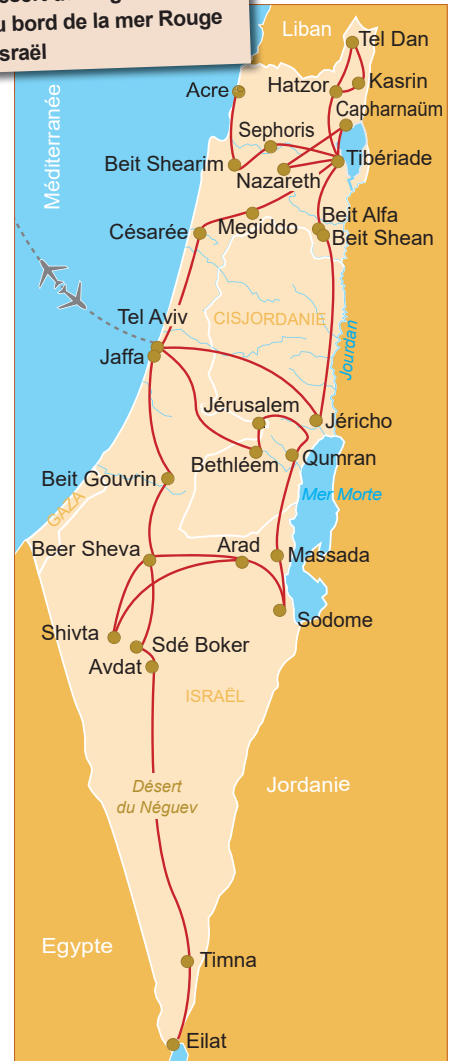 u bord de la mer Rouge
sraël
Liban
Tel Dan
Acre
Hatzor
Kasrin
Capharnaüm
Méditerranée
Sephoris
Tibériade
Beit Shearim
Nazareth
Beit Alfa
Megiddo
Césarée
Beit Shean
Tel Aviv
CISJORDANIE
Jourdan
Jaffa
Jérusalem
Jéricho
Bethléem
Qumran
Beit Gouvrin
Mer Morte
GAZA
Beer Sheva
Arad
Massada
Shivta
Sodome
Sdé Boker
Avdat
ISRAËL
Désert
du Néguev
Jordanie
Egypte
Timna
Eilat